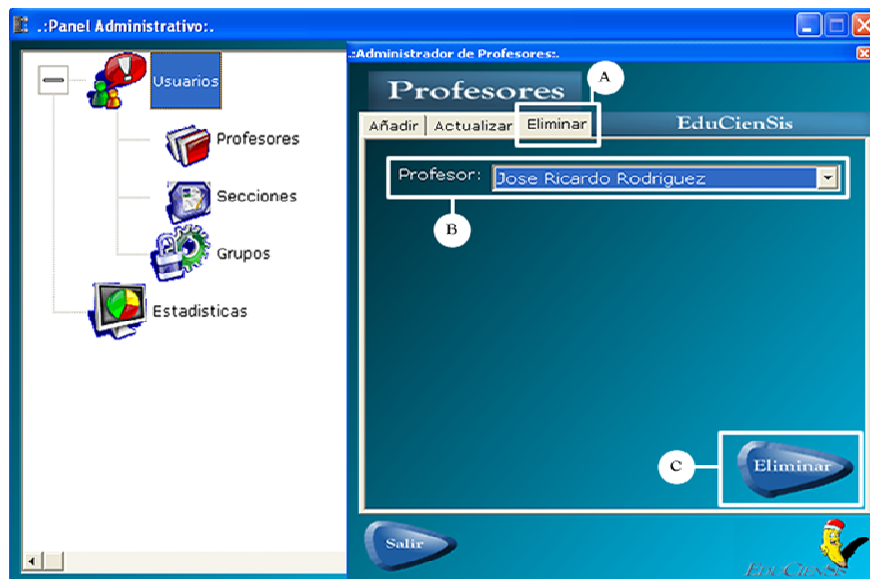 .:Panel Administrativo:.
Usuarios
Profesores
Secciones
Grupos
Estadisticas
.:Administrador de Profesores:.
Profesores
A
Añadir Actualizar Eliminar EduCienSis
Profesor: Jose Ricardo Rodriguez
B
C
Eliminar
Salir
EduCienSis